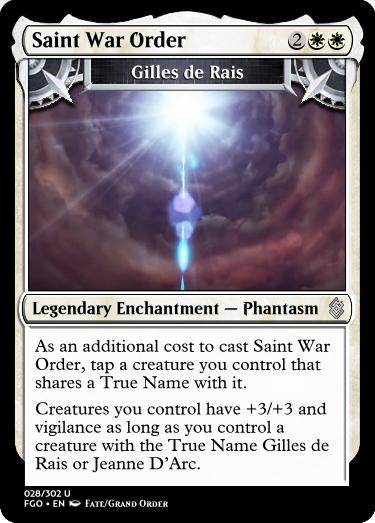 Saint War Order 2
Gilles de Rais
Legendary Enchantment — Phantasm
As an additional cost to cast Saint War
Order, tap a creature you control that
shares a True Name with it.
Creatures you control have +3/+3 and
vigilance as long as you control a
creature with the True Name Gilles
de Rais or Jeanne D'Arc.
028/302 U
FGO • EN Fate/Grand Order